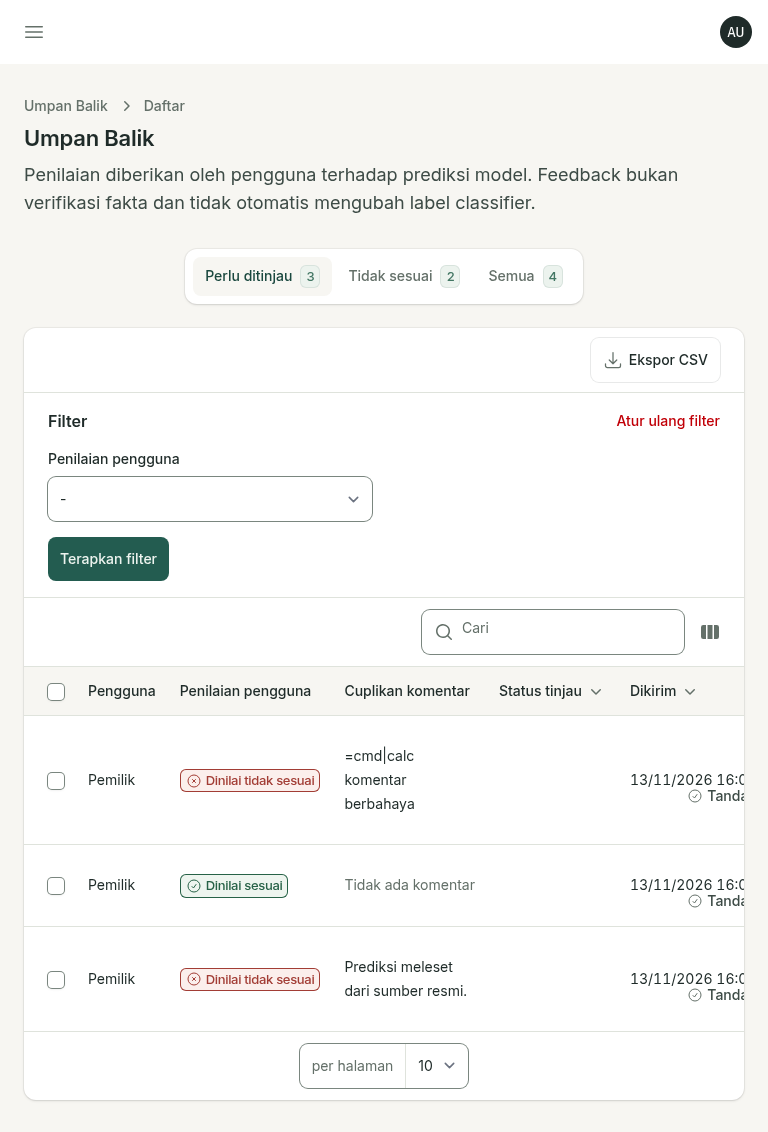 AU
Umpan Balik > Daftar
Umpan Balik
Penilaian diberikan oleh pengguna terhadap prediksi model. Feedback bukan
verifikasi fakta dan tidak otomatis mengubah label classifier.
Perlu ditinjau 3 Tidak sesuai 2 Semua 4
Ekspor CSV
Filter Atur ulang filter
Penilaian pengguna
-
Terapkan filter
Cari
Pengguna Penilaian pengguna Cuplikan komentar Status tinjau Dikirim
=cmd|calc
Pemilik Dinilai tidak sesuai komentar 13/11/2026 16:0
berbahaya Tanda
Pemilik Dinilai sesuai Tidak ada komentar 13/11/2026 16:0
Tanda
Prediksi meleset
Pemilik Dinilai tidak sesuai 13/11/2026 16:0
dari sumber resmi. Tanda
per halaman 10